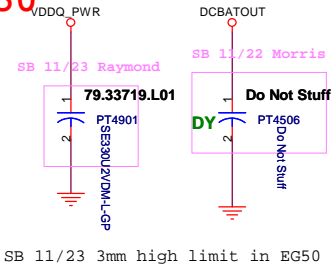 50
VDDQ_PWR
DCBATOUT
SB 11/22 Morris
SB 11/23 Raymond
1
79.33719.L01
PT4901
2
SE330U2VDM-L-GP
1
Do Not Stuff
DY
PT4506
2
Do Not Stuff
SB 11/23 3mm high limit in EG50